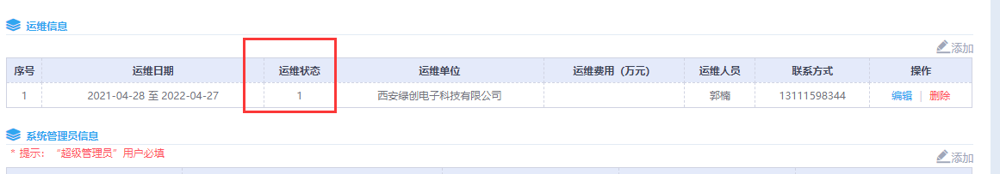 运维信息
添加
序号 运维日期 运维状态 运维单位 运维费用（万元） 运维人员 联系方式 操作
1 2021-04-28 至 2022-04-27 1 西安绿创电子科技有限公司 郭楠 13111598344 编辑 | 删除
系统管理员信息
* 提示：“超级管理员”用户必填
添加